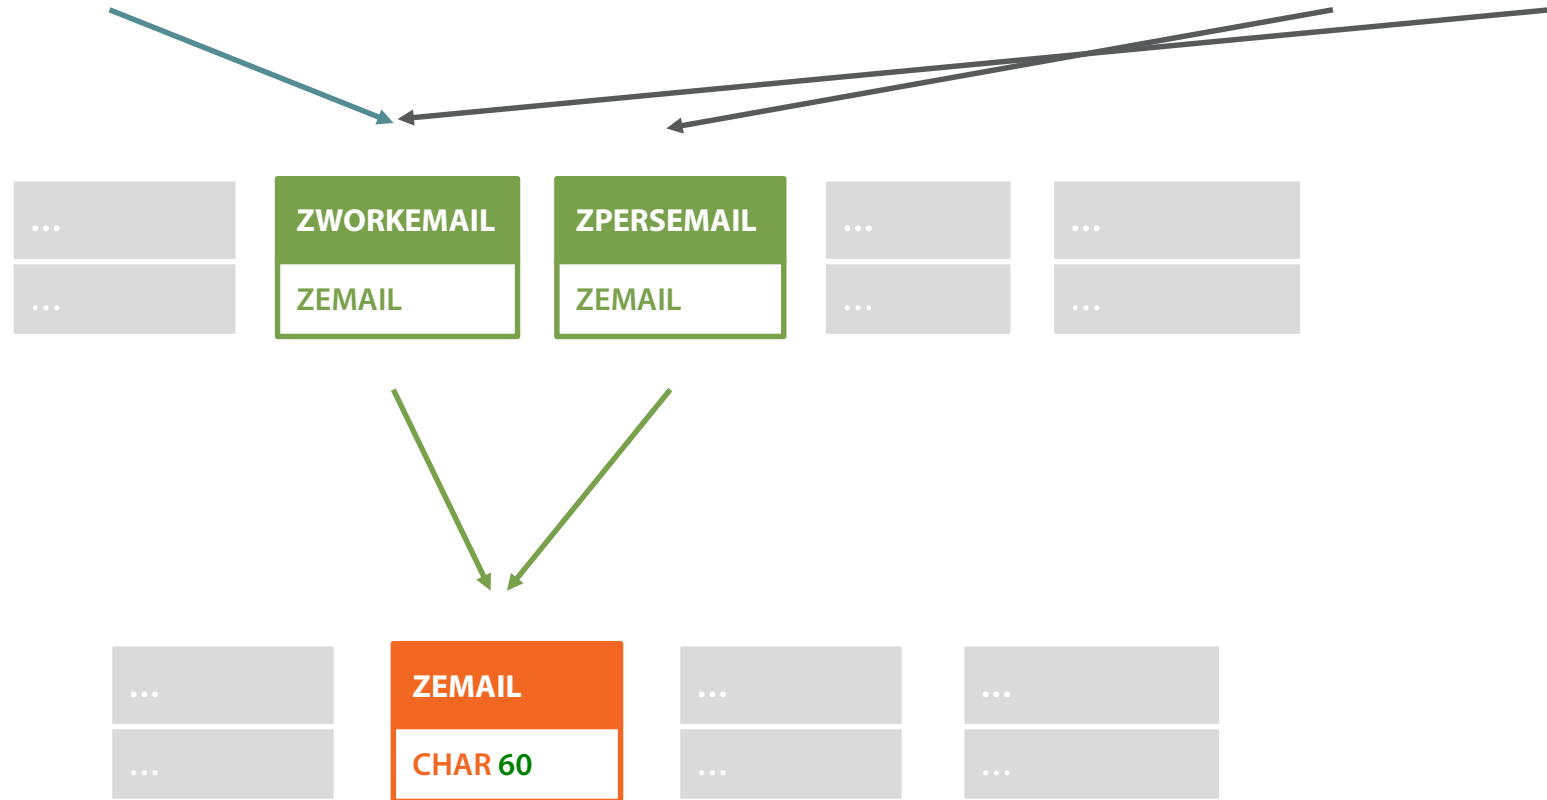 ... ZWORKEMAIL ZPERSEMAIL ... ...
... ZEMAIL ZEMAIL ... ...
... ZEMAIL ... ...
... CHAR 60 ... ...